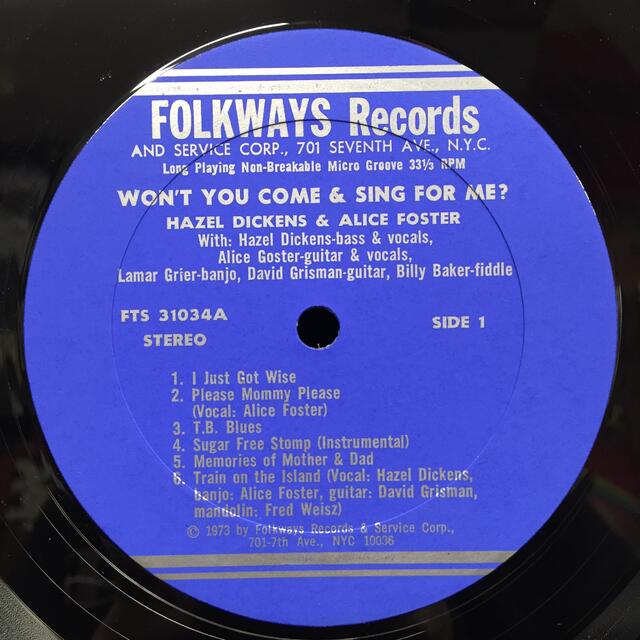 FOLKWAYS Records
AND SERVICE CORP., 701 SEVENTH AVE., N.Y.C.
Long Playing Non-Breakable Micro Groove 33⅓ RPM
WON'T YOU COME & SING FOR ME?
HAZEL DICKENS & ALICE FOSTER
With: Hazel Dickens-bass & vocals,
Alice Goster-guitar & vocals,
Lamar Grier-banjo, David Grisman-guitar, Billy Baker-fiddle
FTS 31034A
STEREO
SIDE 1
1. I Just Got Wise
2. Please Mommy Please
(Vocal: Alice Foster)
3. T.B. Blues
4. Sugar Free Stomp (Instrumental)
5. Memories of Mother & Dad
6. Train on the Island (Vocal: Hazel Dickens,
banjo: Alice Foster, guitar: David Grisman,
mandolin: Fred Weisz)
© 1973 by Folkways Records & Service Corp.,
701-7th Ave., NYC 10036